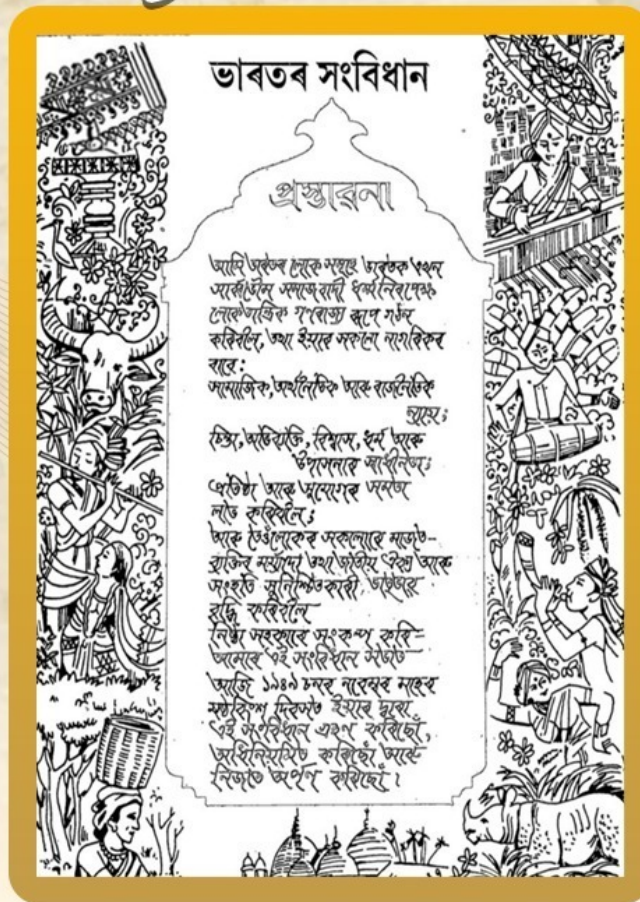 ভাৰতৰ সংবিধান
প্ৰস্তাৱনা
আমি ভাৰতৰ লোক সমূহে ভাৰতক এখন
সাৰ্বভৌম সমাজবাদী ধৰ্ম নিৰপেক্ষ
লোকতান্ত্ৰিক গণৰাজ্য ৰূপে গঠন
কৰিবলৈ, তথা ইয়াৰ সকলো নাগৰিকৰ
বাবে:
সামাজিক, অৰ্থনৈতিক আৰু ৰাজনৈতিক
ন্যায়;
চিন্তা, অভিব্যক্তি, বিশ্বাস, ধৰ্ম আৰু
উপাসনাৰ স্বাধীনতা;
প্ৰতিষ্ঠা আৰু সুযোগৰ সমতা
লাভ কৰিবলৈ;
আৰু তেওঁলোকৰ সকলোৰে মাজত-
ব্যক্তিৰ মৰ্য্যাদা তথা জাতীয় ঐক্য আৰু
সংহতি সুনিশ্চিতকাৰী, ভাতৃভাৱ
বৃদ্ধি কৰিবলৈ
নিষ্ঠা সহকাৰে সংকল্প কৰি-
আমাৰ এই সংবিধান সভাত
আজি ১৯৪৯ চনৰ নৱেম্বৰ মাহৰ
দিৱসত ইয়াৰ দ্বাৰা
এই সংবিধান গ্ৰহণ কৰিছোঁ,
অধিনিয়মিত কৰিছোঁ আৰু
নিজকে অৰ্পণ কৰিছোঁ।